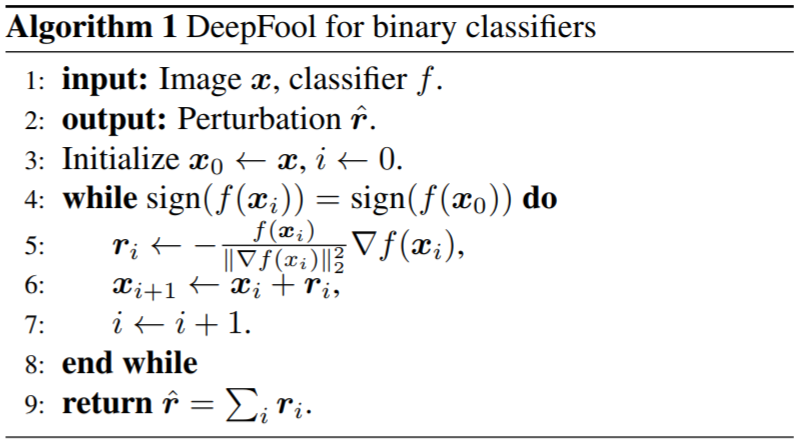 Algorithm 1 DeepFool for binary classifiers
1: input: Image x, classifier f.
2: output: Perturbation r̂.
3: Initialize x₀ ← x, i ← 0.
4: while sign(f(xᵢ)) = sign(f(x₀)) do
5: rᵢ ← −f(xᵢ)/‖∇f(xᵢ)‖₂² ∇f(xᵢ),
6: xᵢ₊₁ ← xᵢ + rᵢ,
7: i ← i + 1.
8: end while
9: return r̂ = ∑ᵢ rᵢ.